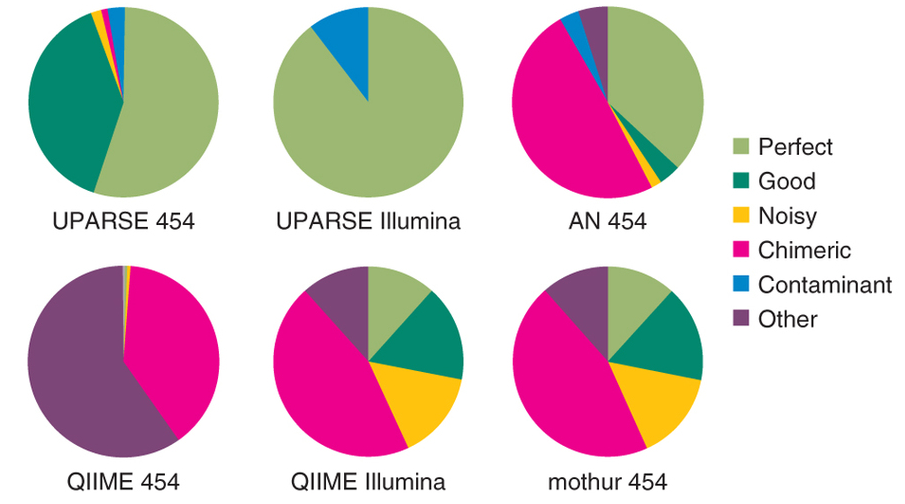 UPARSE 454
UPARSE Illumina
AN 454
Perfect
Good
Noisy
Chimeric
Contaminant
Other
QIIME 454
QIIME Illumina
mothur 454